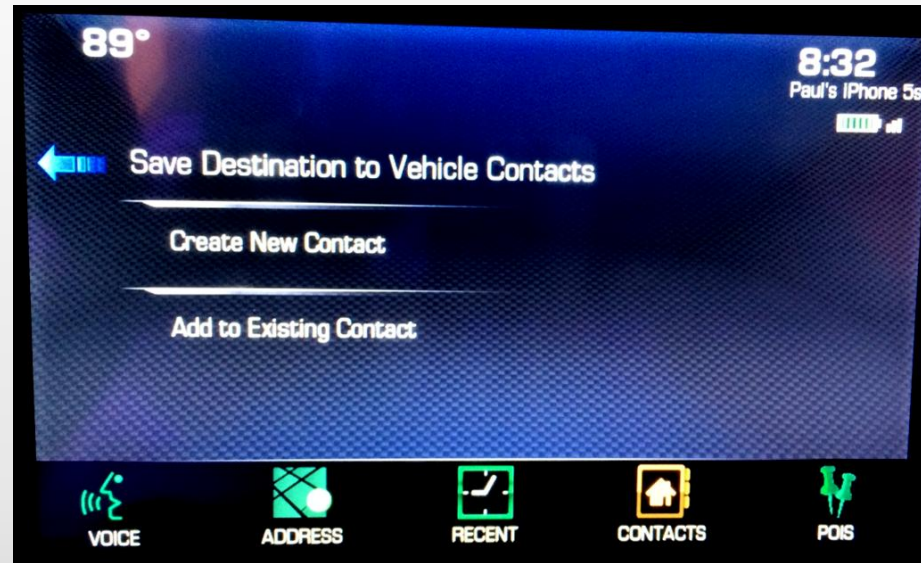 89°
8:32
Paul's iPhone 5s
Save Destination to Vehicle Contacts
Create New Contact
Add to Existing Contact
VOICE
ADDRESS
RECENT
CONTACTS
POIS